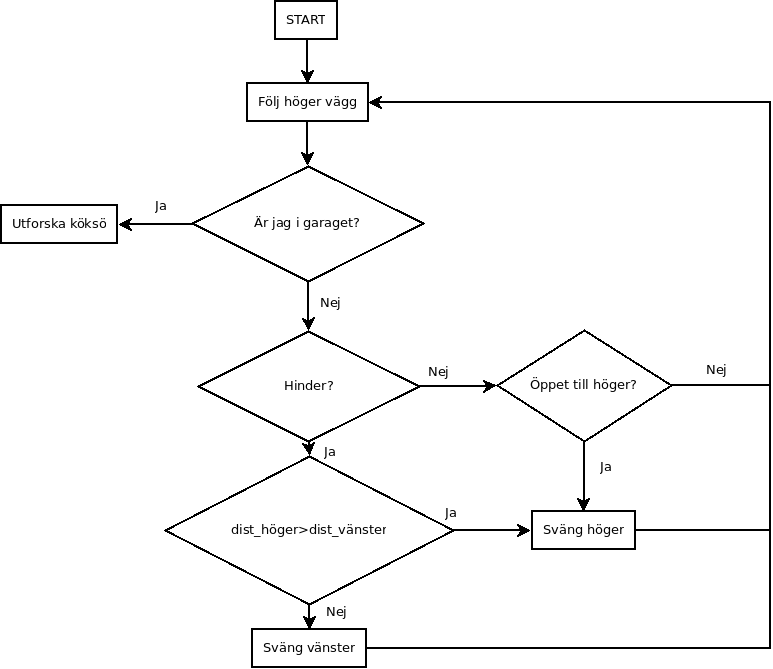 START
Följ höger vägg
Ja
Är jag i garaget?
Utforska köksö
Nej
Hinder?
Nej
Öppet till höger?
Nej
Ja
Ja
dist_höger>dist_vänster
Ja
Sväng höger
Nej
Sväng vänster